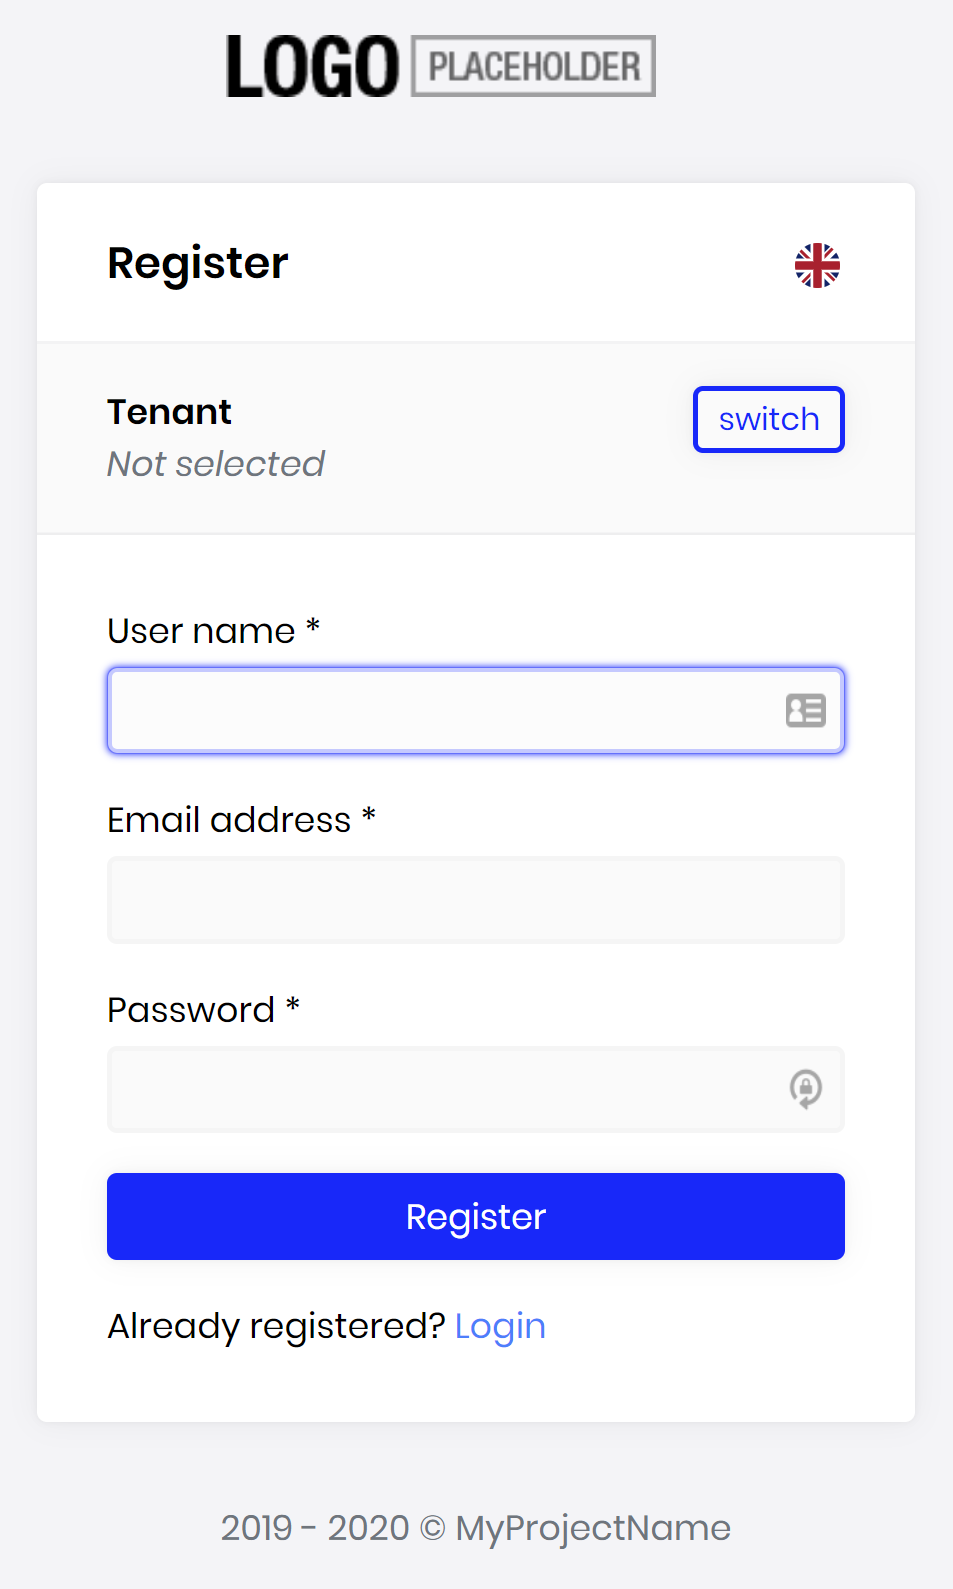 LOGO PLACEHOLDER
Register
Tenant
switch
Not selected
User name *
Email address *
Password *
Register
Already registered? Login
2019 - 2020 © MyProjectName